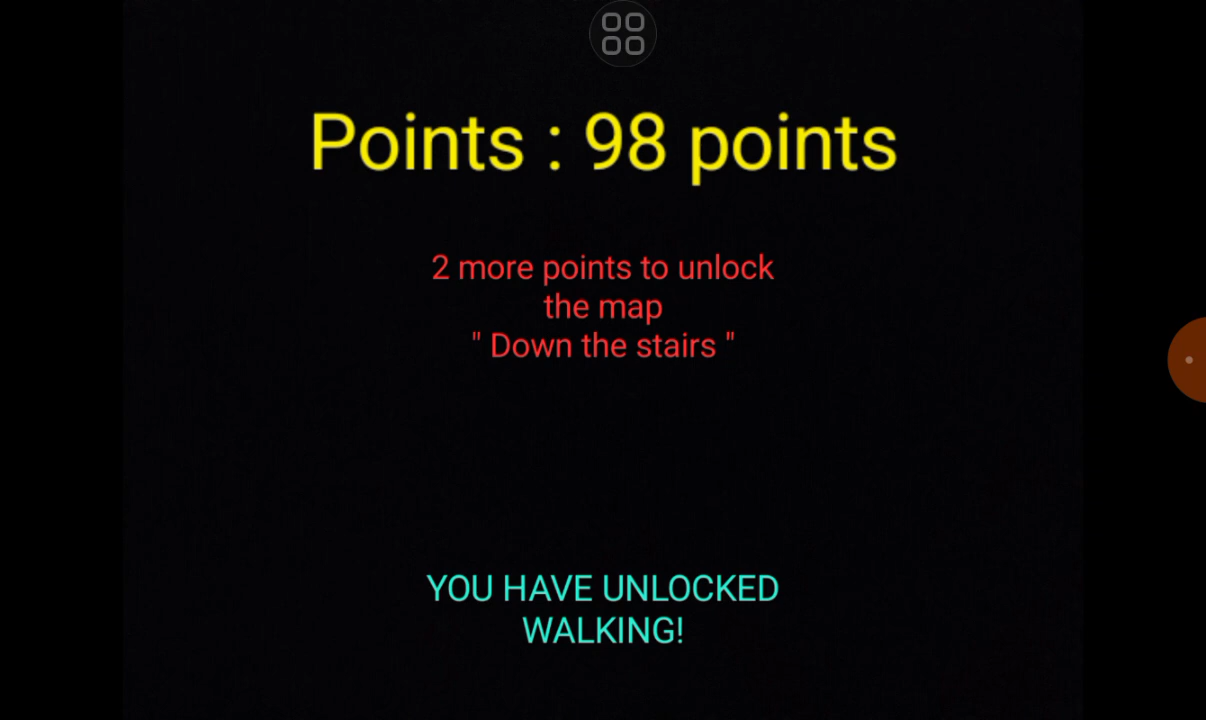 Points : 98 points
2 more points to unlock
the map
" Down the stairs "
YOU HAVE UNLOCKED
WALKING!